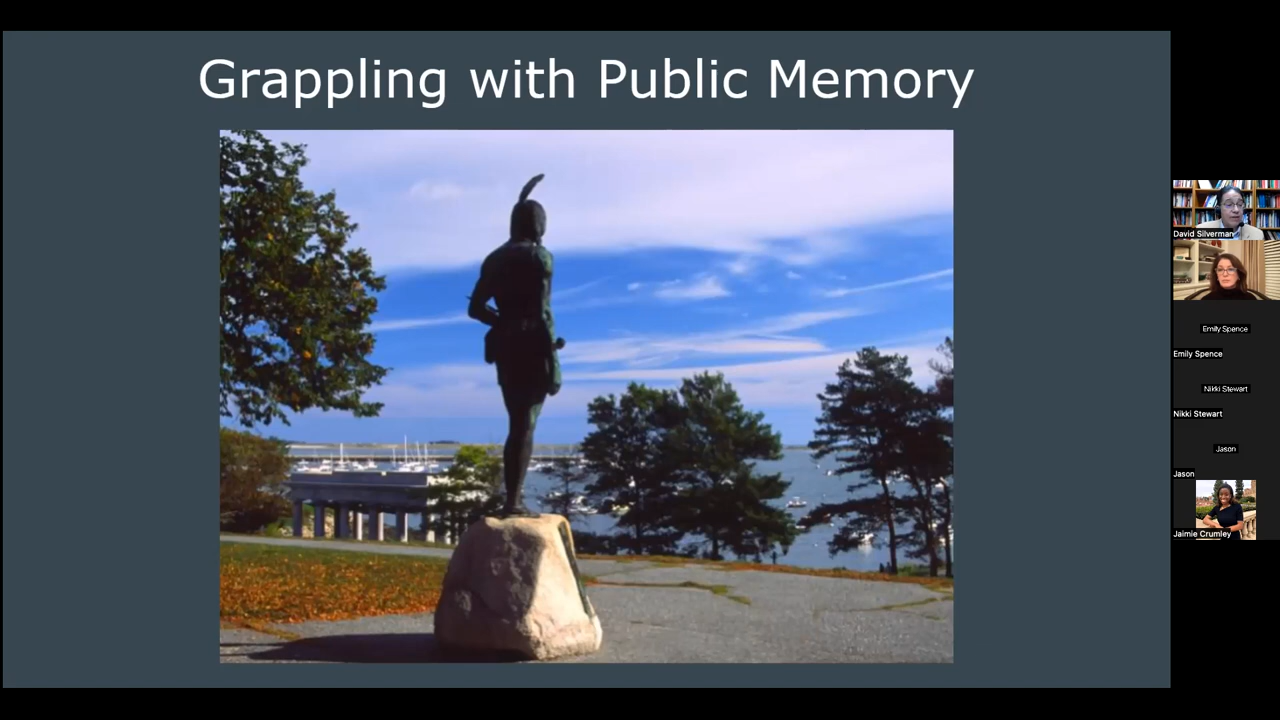 Grappling with Public Memory
David Silverman
Emily Spence
Emily Spence
Nikki Stewart
Nikki Stewart
Jason
Jason
Jaimie Crumley